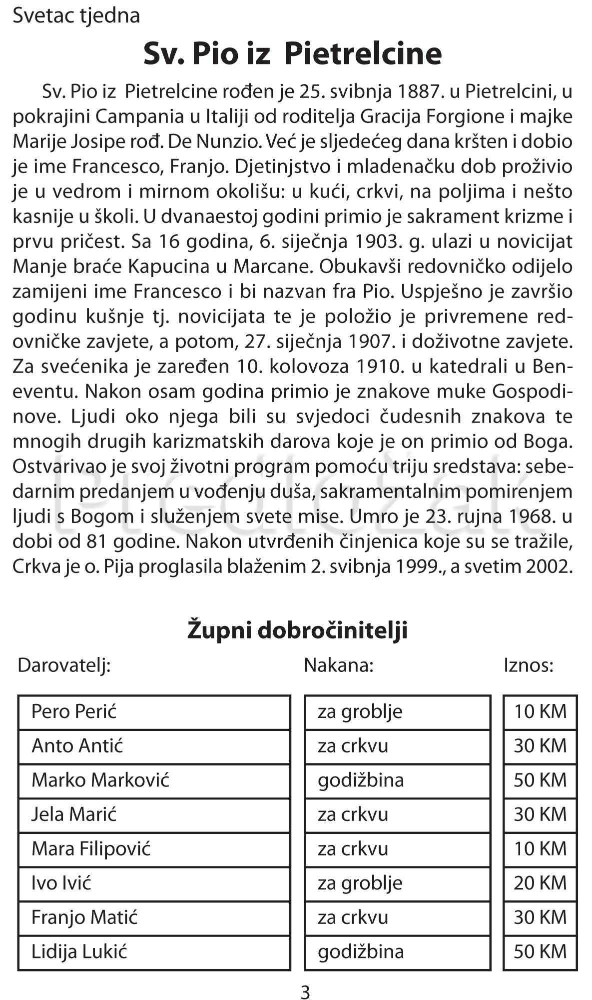 Svetac tjedna
Sv. Pio iz Pietrelcine
Sv. Pio iz Pietrelcine rođen je 25. svibnja 1887. u Pietrelcini, u
pokrajini Campania u Italiji od roditelja Gracija Forgione i majke
Marije Josipe rođ. De Nunzio. Već je sljedećeg dana kršten i dobio
je ime Francesco, Franjo. Djetinjstvo i mladenačku dob proživio
je u vedrom i mirnom okolišu: u kući, crkvi, na poljima i nešto
kasnije u školi. U dvanaestoj godini primio je sakrament krizme i
prvu pričest. Sa 16 godina, 6. siječnja 1903. g. ulazi u novicijat
Manje braće Kapucina u Marcane. Obukavši redovničko odijelo
zamijeni ime Francesco i bi nazvan fra Pio. Uspješno je završio
godinu kušnje tj. novicijata te je položio je privremene red-
ovničke zavjete, a potom, 27. siječnja 1907. i doživotne zavjete.
Za svećenika je zaređen 10. kolovoza 1910. u katedrali u Ben-
eventu. Nakon osam godina primio je znakove muke Gospodi-
nove. Ljudi oko njega bili su svjedoci čudesnih znakova te
mnogih drugih karizmatskih darova koje je on primio od Boga.
Ostvarivao je svoj životni program pomoću triju sredstava: sebe-
darnim predanjem u vođenju duša, sakramentalnim pomirenjem
ljudi s Bogom i služenjem svete mise. Umro je 23. rujna 1968. u
dobi od 81 godine. Nakon utvrđenih činjenica koje su se tražile,
Crkva je o. Pija proglasila blaženim 2. svibnja 1999., a svetim 2002.
Predložak
Župni dobročinitelji
Darovatelj: Nakana: Iznos:
Pero Perić za groblje 10 KM
Anto Antić za crkvu 30 KM
Marko Marković godižbina 50 KM
Jela Marić za crkvu 30 KM
Mara Filipović za crkvu 10 KM
Ivo Ivić za groblje 20 KM
Franjo Matić za crkvu 30 KM
Lidija Lukić godižbina 50 KM
3